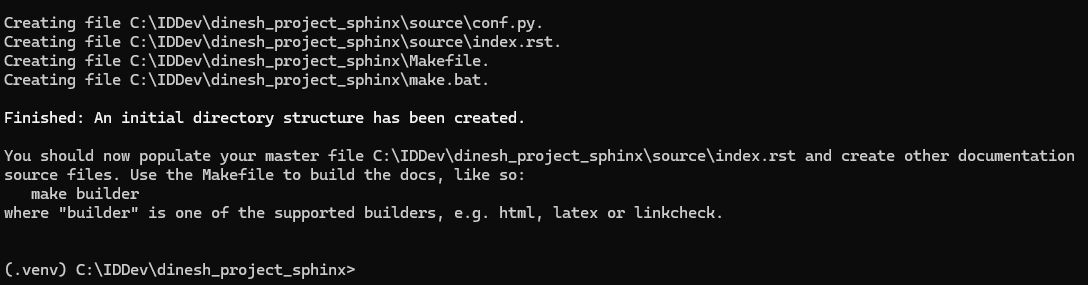 Creating file C:\IDDev\dinesh_project_sphinx\source\conf.py.
Creating file C:\IDDev\dinesh_project_sphinx\source\index.rst.
Creating file C:\IDDev\dinesh_project_sphinx\Makefile.
Creating file C:\IDDev\dinesh_project_sphinx\make.bat.
Finished: An initial directory structure has been created.
You should now populate your master file C:\IDDev\dinesh_project_sphinx\source\index.rst and create other documentation
source files. Use the Makefile to build the docs, like so:
   make builder
where "builder" is one of the supported builders, e.g. html, latex or linkcheck.
(.venv) C:\IDDev\dinesh_project_sphinx>